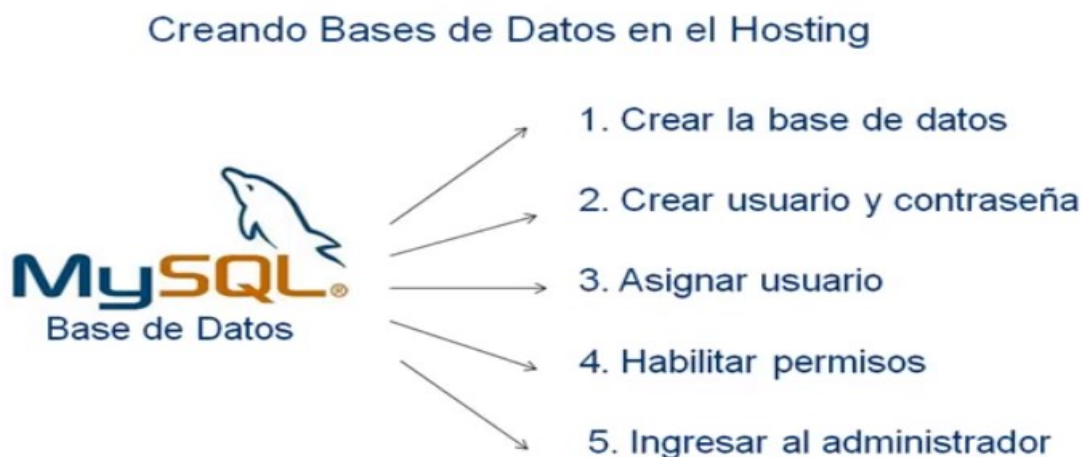 Creando Bases de Datos en el Hosting
1. Crear la base de datos
2. Crear usuario y contraseña
3. Asignar usuario
4. Habilitar permisos
5. Ingresar al administrador
MySQL®
Base de Datos